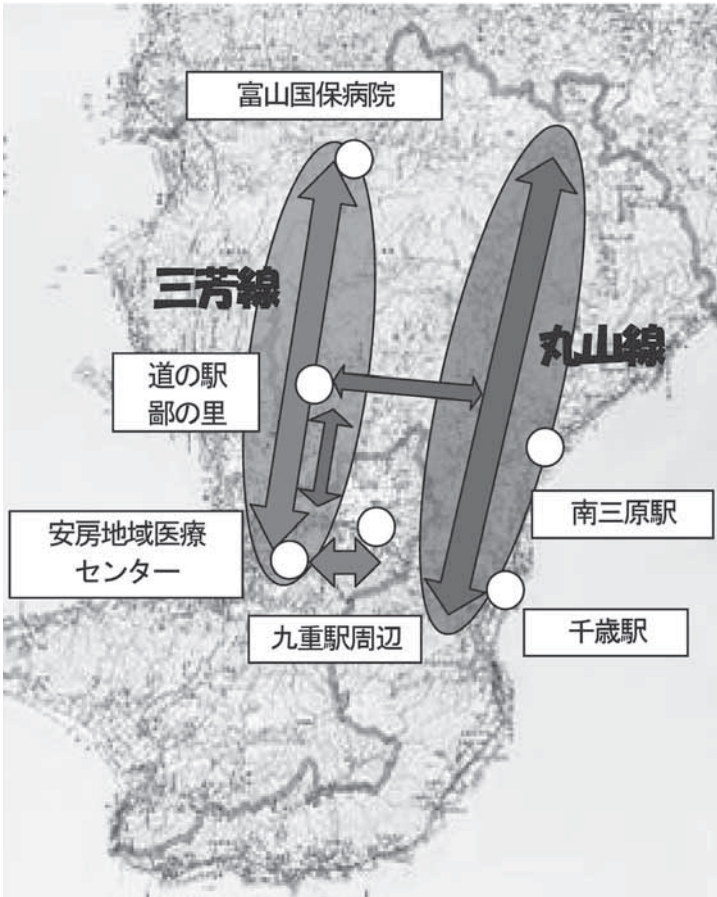 富山国保病院
三芳線
丸山線
道の駅
鄙の里
南三原駅
安房地域医療
センター
九重駅周辺
千歳駅